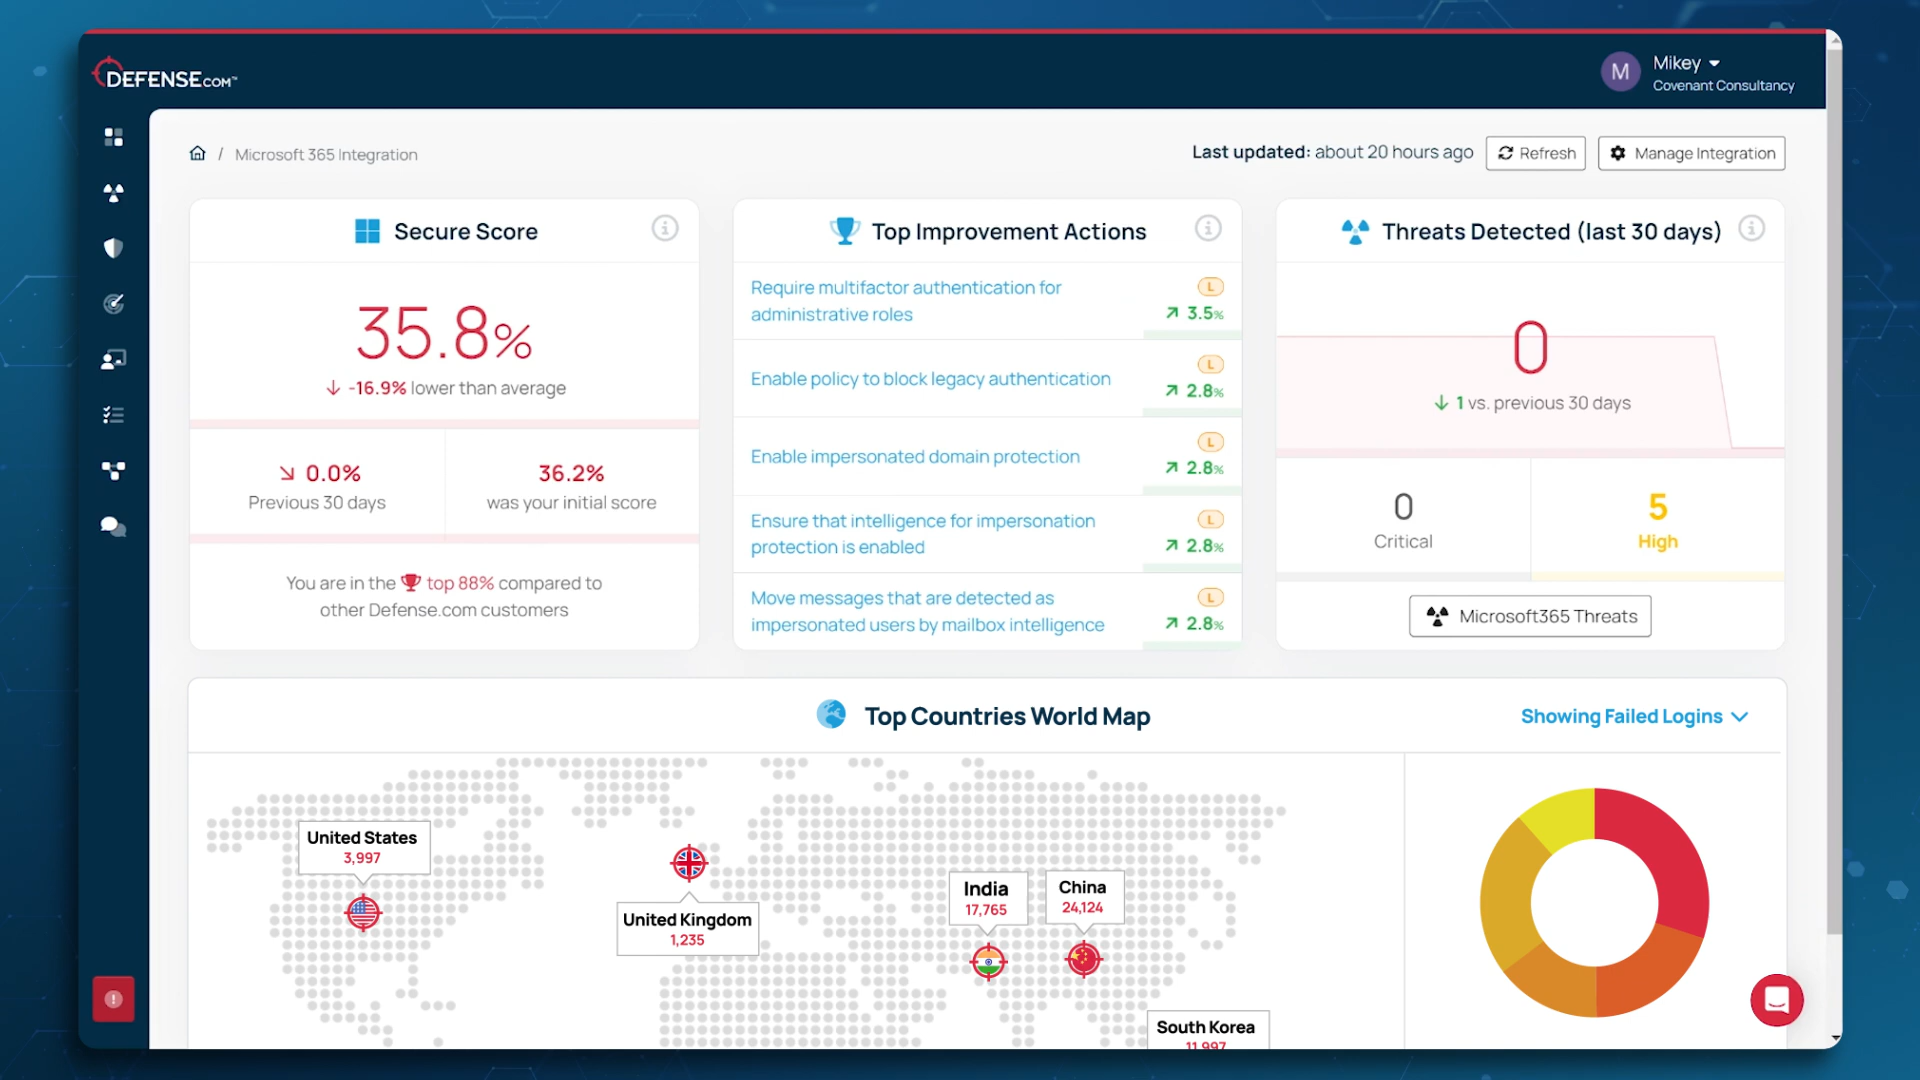 DEFENSE.COM™
M
Mikey
Covenant Consultancy
/ Microsoft 365 Integration
Last updated: about 20 hours ago
Refresh
Manage Integration
Secure Score
35.8%
-16.9% lower than average
0.0%
Previous 30 days
36.2%
was your initial score
You are in the top 88% compared to
other Defense.com customers
Top Improvement Actions
Require multifactor authentication for
administrative roles
L
3.5%
Enable policy to block legacy authentication
L
2.8%
Enable impersonated domain protection
L
2.8%
Ensure that intelligence for impersonation
protection is enabled
L
2.8%
Move messages that are detected as
impersonated users by mailbox intelligence
L
2.8%
Threats Detected (last 30 days)
0
1 vs. previous 30 days
0
Critical
5
High
Microsoft365 Threats
Top Countries World Map
Showing Failed Logins
United States
3,997
United Kingdom
1,235
India
17,765
China
24,124
South Korea
11,997